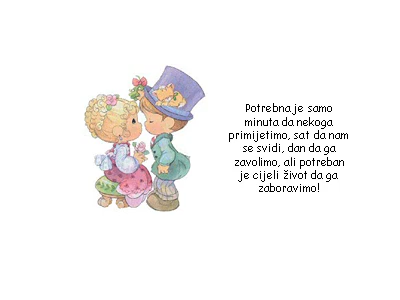 Potrebna je samo
minuta da nekoga
primijetimo, sat da nam
se svidi, dan da ga
zavolimo, ali potreban
je cijeli život da ga
zaboravimo!